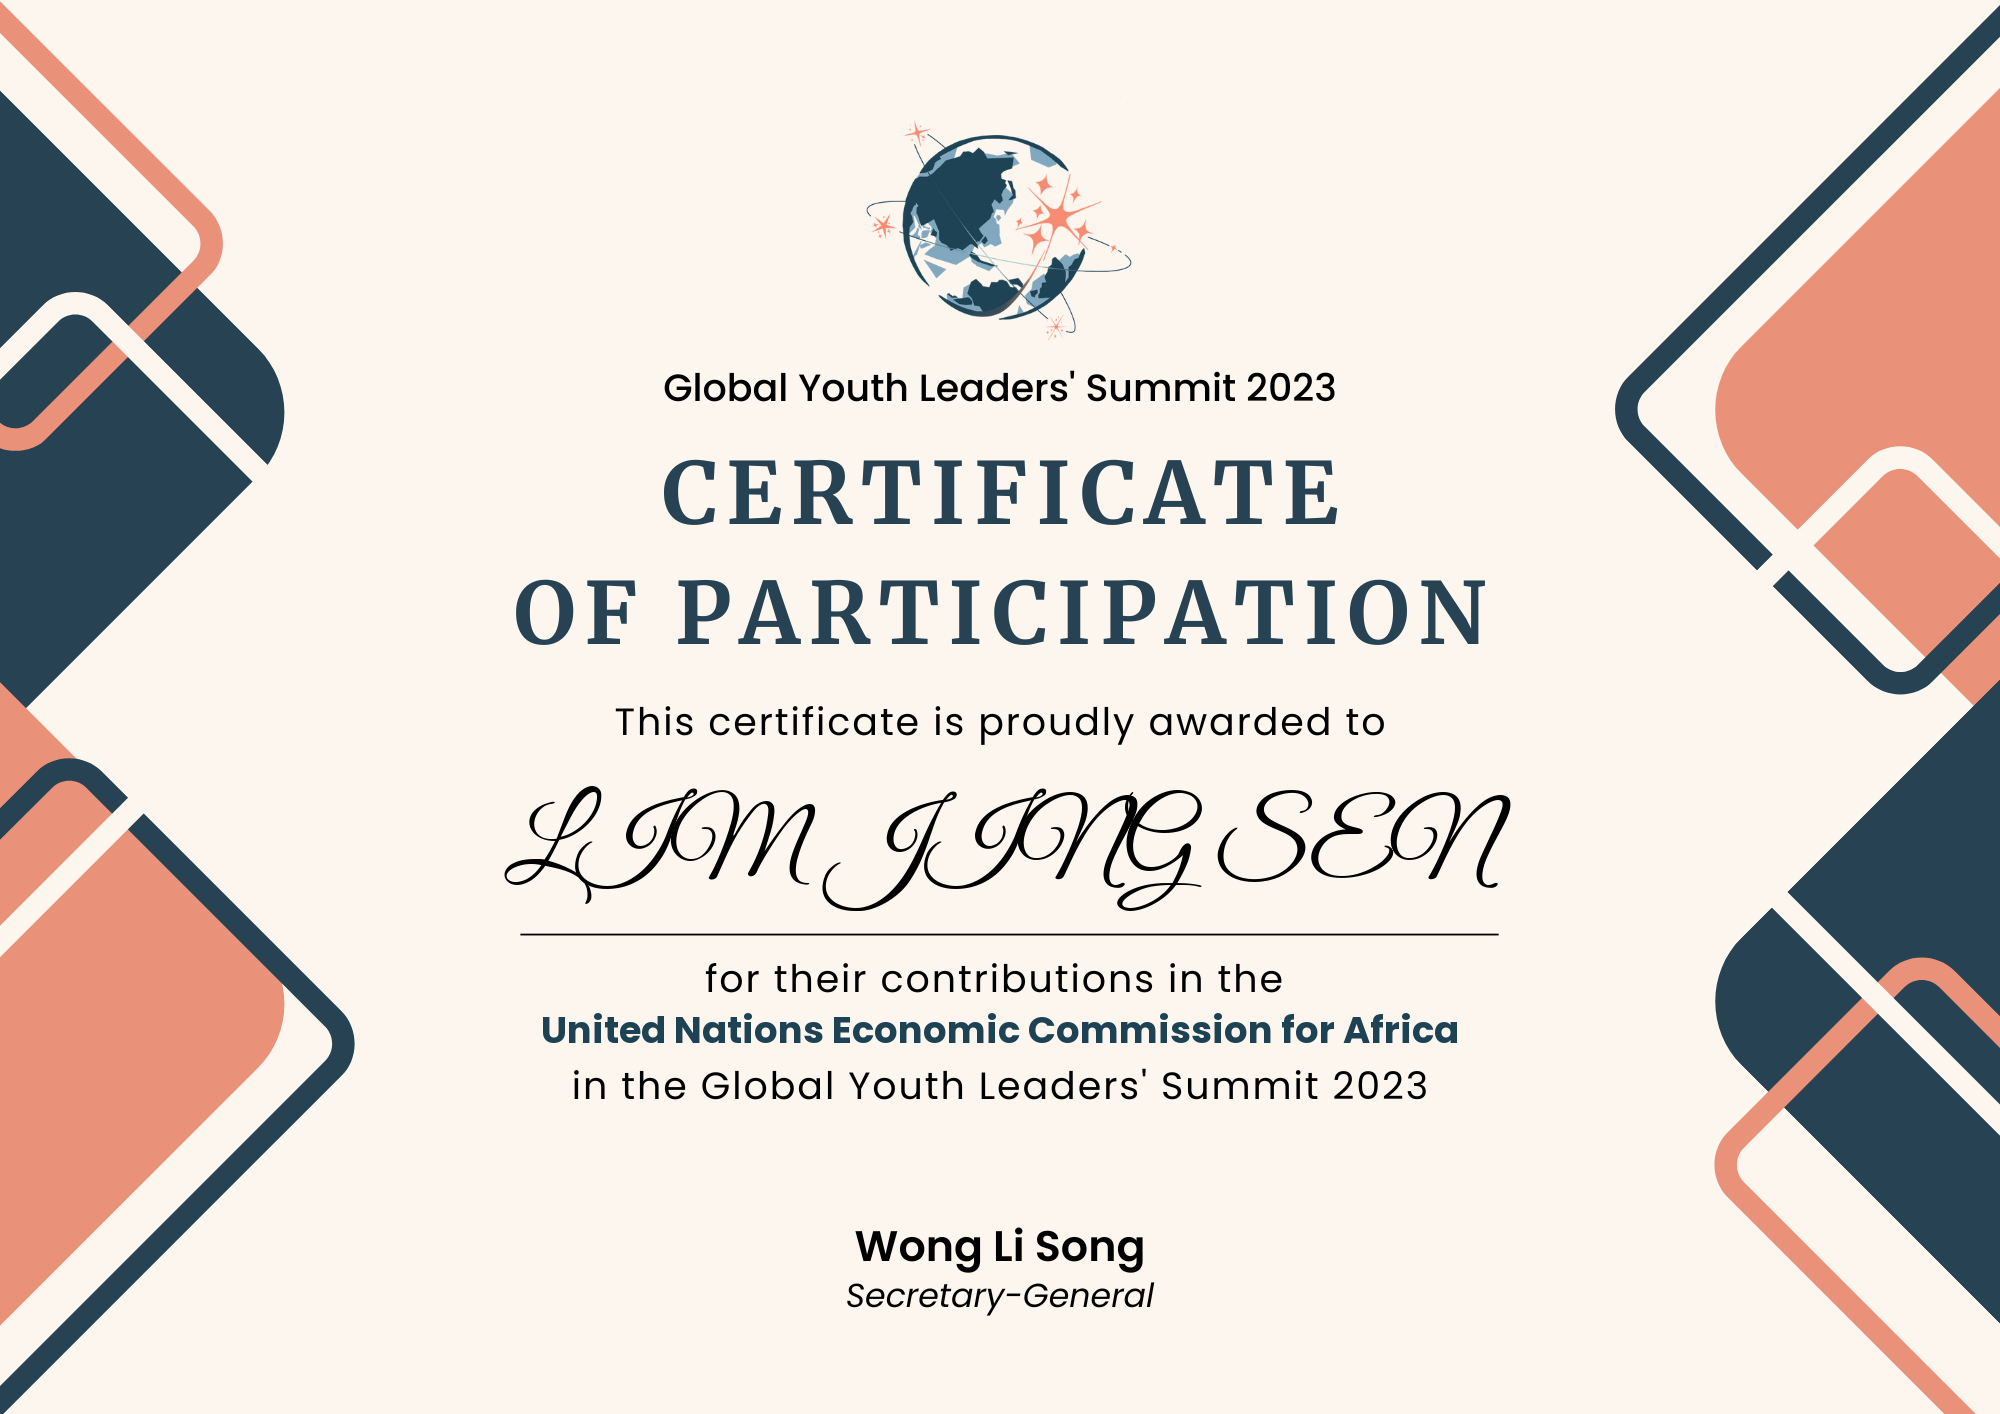 Global Youth Leaders' Summit 2023
CERTIFICATE
OF PARTICIPATION
This certificate is proudly awarded to
LIM JING SEN
for their contributions in the
United Nations Economic Commission for Africa
in the Global Youth Leaders' Summit 2023
Wong Li Song
Secretary-General